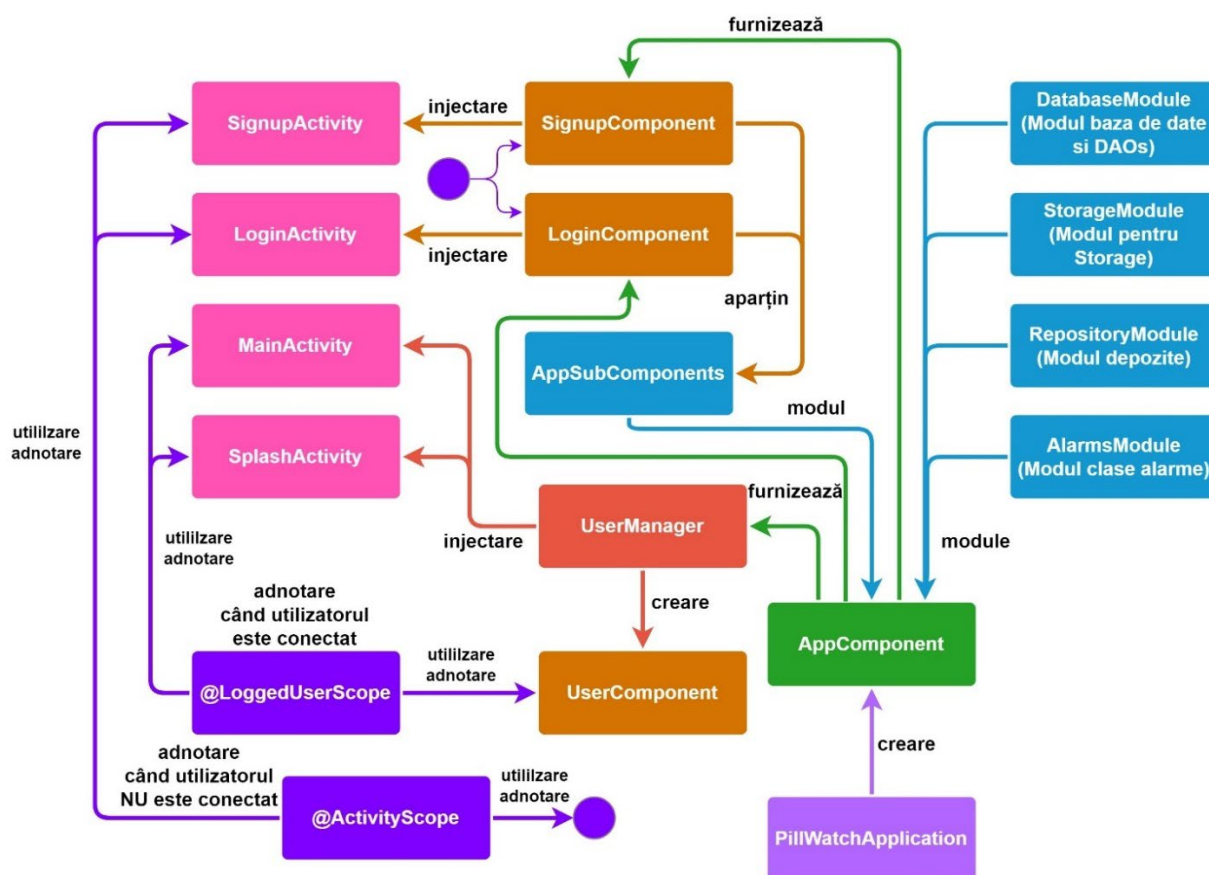 furnizează
SignupActivity
injectare
SignupComponent
DatabaseModule
(Modul baza de date
si DAOs)
LoginActivity
injectare
LoginComponent
StorageModule
(Modul pentru
Storage)
aparțin
MainActivity
AppSubComponents
RepositoryModule
(Modul depozite)
modul
utililzare
adnotare
SplashActivity
AlarmsModule
(Modul clase alarme)
furnizează
UserManager
utililzare
adnotare
injectare
module
adnotare
când utilizatorul
este conectat
creare
AppComponent
@LoggedUserScope
utililzare
adnotare
UserComponent
creare
adnotare
când utilizatorul
NU este conectat
@ActivityScope
utililzare
adnotare
PillWatchApplication